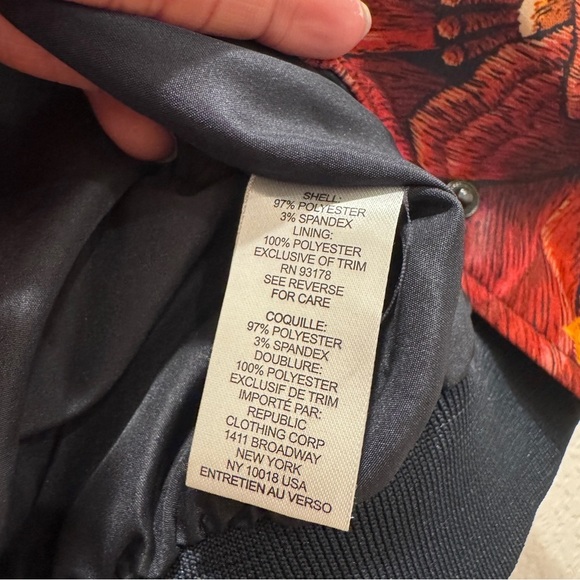 SHELL:
97% POLYESTER
3% SPANDEX
LINING:
100% POLYESTER
EXCLUSIVE OF TRIM
RN 93178
SEE REVERSE
FOR CARE
COQUILLE:
97% POLYESTER
3% SPANDEX
DOUBLURE:
100% POLYESTER
EXCLUSIF DE TRIM
IMPORTÉ PAR:
REPUBLIC
CLOTHING CORP
1411 BROADWAY
NEW YORK
NY 10018 USA
ENTRETIEN AU VERSO